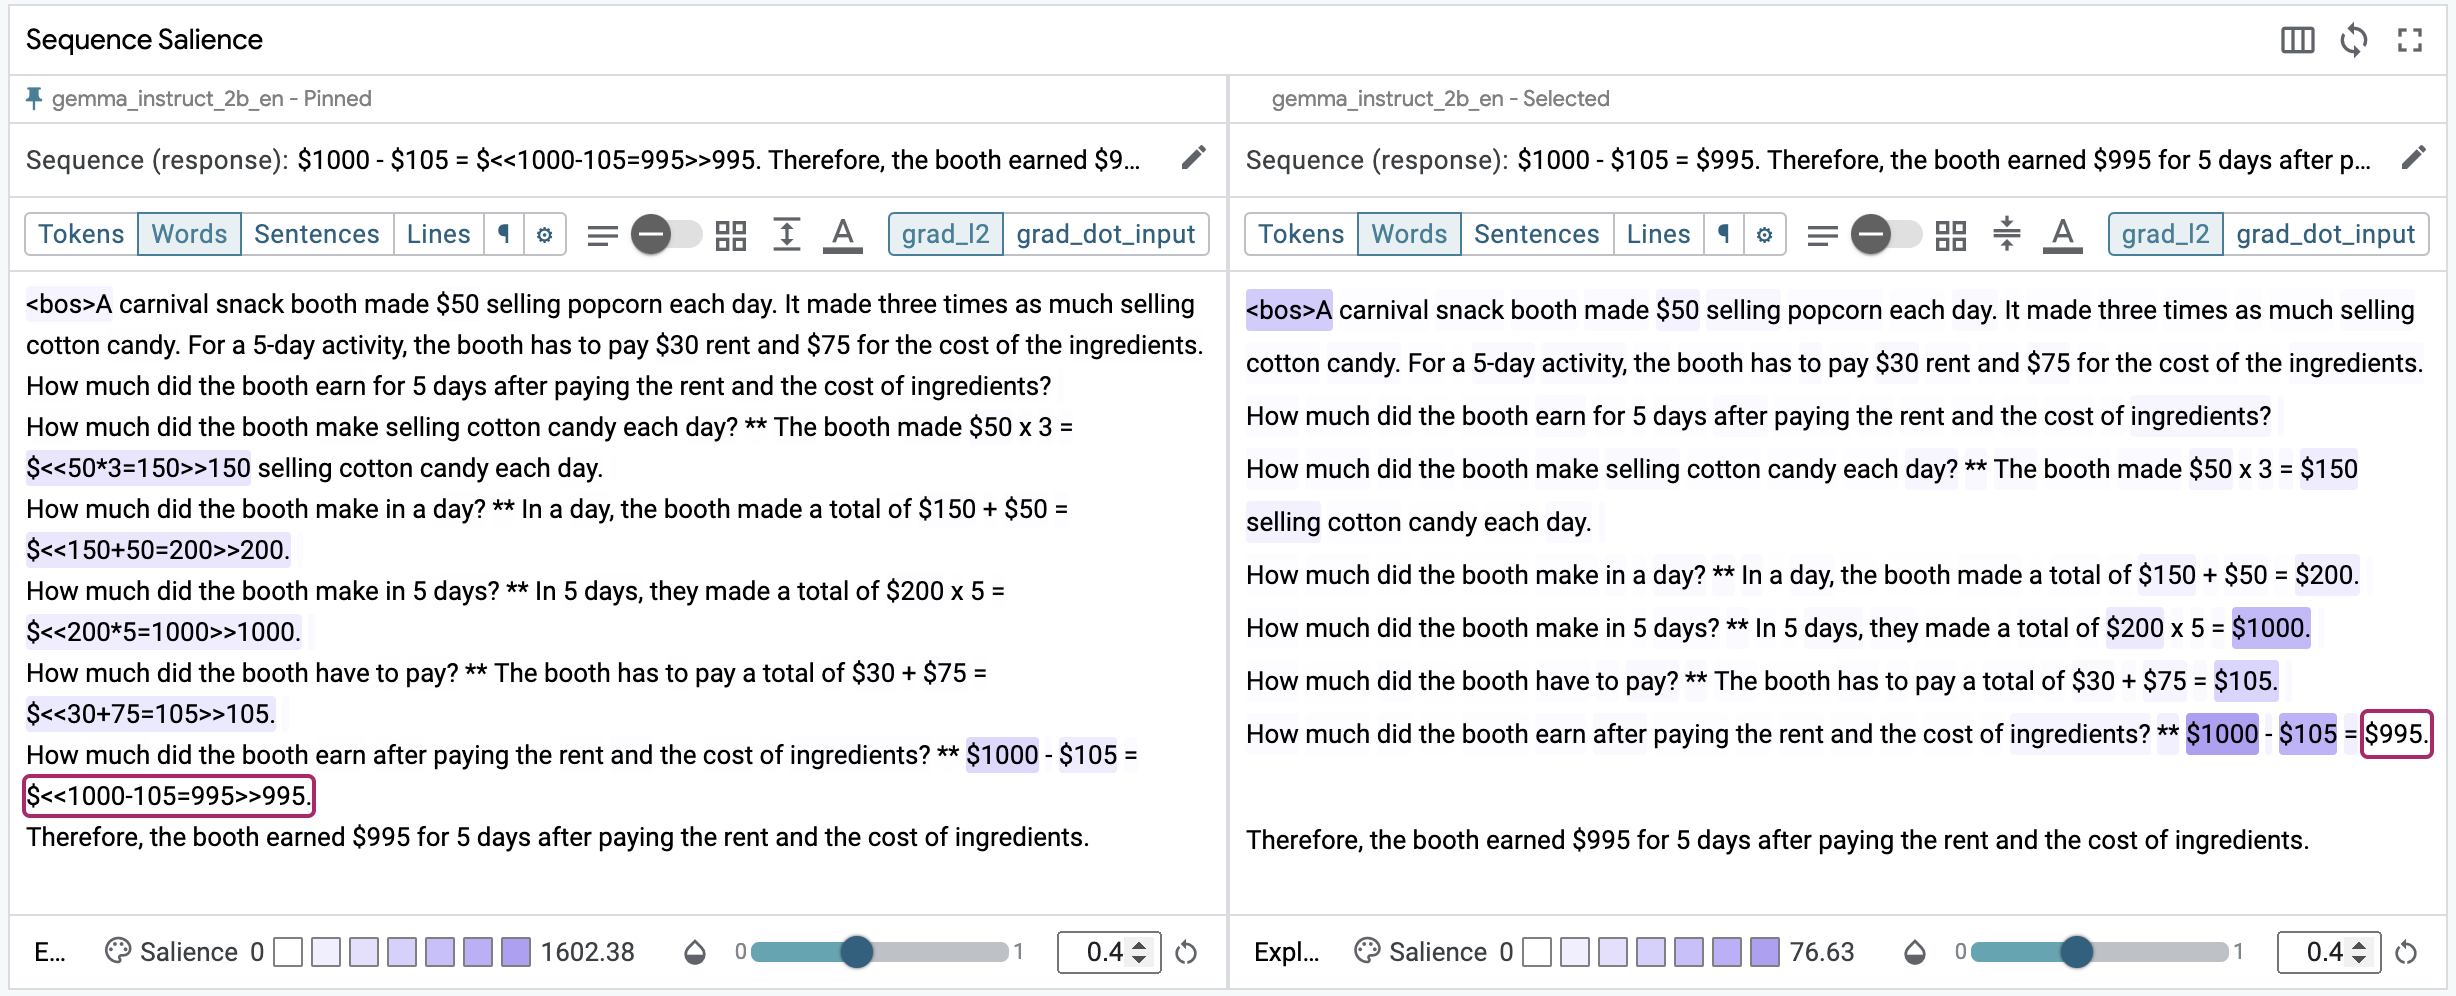 Sequence Salience
gemma_instruct_2b_en - Pinned
Sequence (response): $1000 - $105 = $<<1000-105=995>>995. Therefore, the booth earned $9...
Tokens Words Sentences Lines ¶ grad_l2 grad_dot_input
<bos>A carnival snack booth made $50 selling popcorn each day. It made three times as much selling
cotton candy. For a 5-day activity, the booth has to pay $30 rent and $75 for the cost of the ingredients.
How much did the booth earn for 5 days after paying the rent and the cost of ingredients?
How much did the booth make selling cotton candy each day? ** The booth made $50 x 3 =
$<<50*3=150>>150 selling cotton candy each day.
How much did the booth make in a day? ** In a day, the booth made a total of $150 + $50 =
$<<150+50=200>>200.
How much did the booth make in 5 days? ** In 5 days, they made a total of $200 x 5 =
$<<200*5=1000>>1000.
How much did the booth have to pay? ** The booth has to pay a total of $30 + $75 =
$<<30+75=105>>105.
How much did the booth earn after paying the rent and the cost of ingredients? ** $1000 - $105 =
$<<1000-105=995>>995.
Therefore, the booth earned $995 for 5 days after paying the rent and the cost of ingredients.
E... Salience 0 1602.38 0 1 0.4
gemma_instruct_2b_en - Selected
Sequence (response): $1000 - $105 = $995. Therefore, the booth earned $995 for 5 days after p...
Tokens Words Sentences Lines ¶ grad_l2 grad_dot_input
<bos>A carnival snack booth made $50 selling popcorn each day. It made three times as much selling
cotton candy. For a 5-day activity, the booth has to pay $30 rent and $75 for the cost of the ingredients.
How much did the booth earn for 5 days after paying the rent and the cost of ingredients?
How much did the booth make selling cotton candy each day? ** The booth made $50 x 3 = $150
selling cotton candy each day.
How much did the booth make in a day? ** In a day, the booth made a total of $150 + $50 = $200.
How much did the booth make in 5 days? ** In 5 days, they made a total of $200 x 5 = $1000.
How much did the booth have to pay? ** The booth has to pay a total of $30 + $75 = $105.
How much did the booth earn after paying the rent and the cost of ingredients? ** $1000 - $105 = $995.
Therefore, the booth earned $995 for 5 days after paying the rent and the cost of ingredients.
Expl... Salience 0 76.63 0 1 0.4